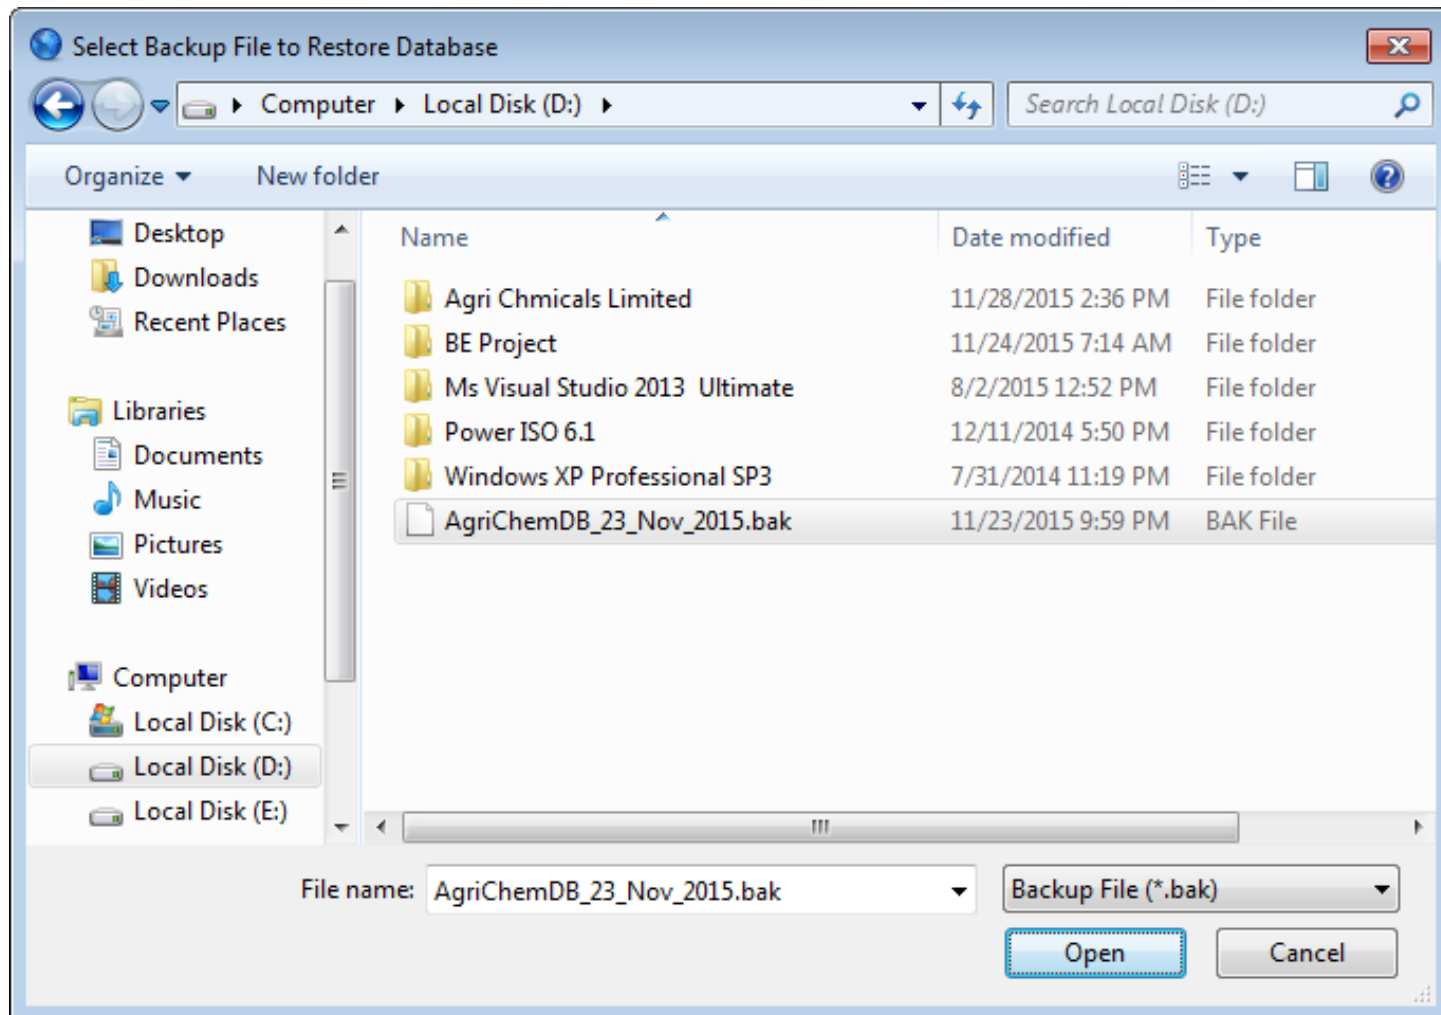 Select Backup File to Restore Database
Computer Local Disk (D:) Search Local Disk (D:)
Organize New folder
Desktop
Downloads
Recent Places
Libraries
Documents
Music
Pictures
Videos
Computer
Local Disk (C:)
Local Disk (D:)
Local Disk (E:)
Name Date modified Type
Agri Chmicals Limited 11/28/2015 2:36 PM File folder
BE Project 11/24/2015 7:14 AM File folder
Ms Visual Studio 2013  Ultimate 8/2/2015 12:52 PM File folder
Power ISO 6.1 12/11/2014 5:50 PM File folder
Windows XP Professional SP3 7/31/2014 11:19 PM File folder
AgriChemDB_23_Nov_2015.bak 11/23/2015 9:59 PM BAK File
File name: AgriChemDB_23_Nov_2015.bak Backup File (*.bak)
Open Cancel